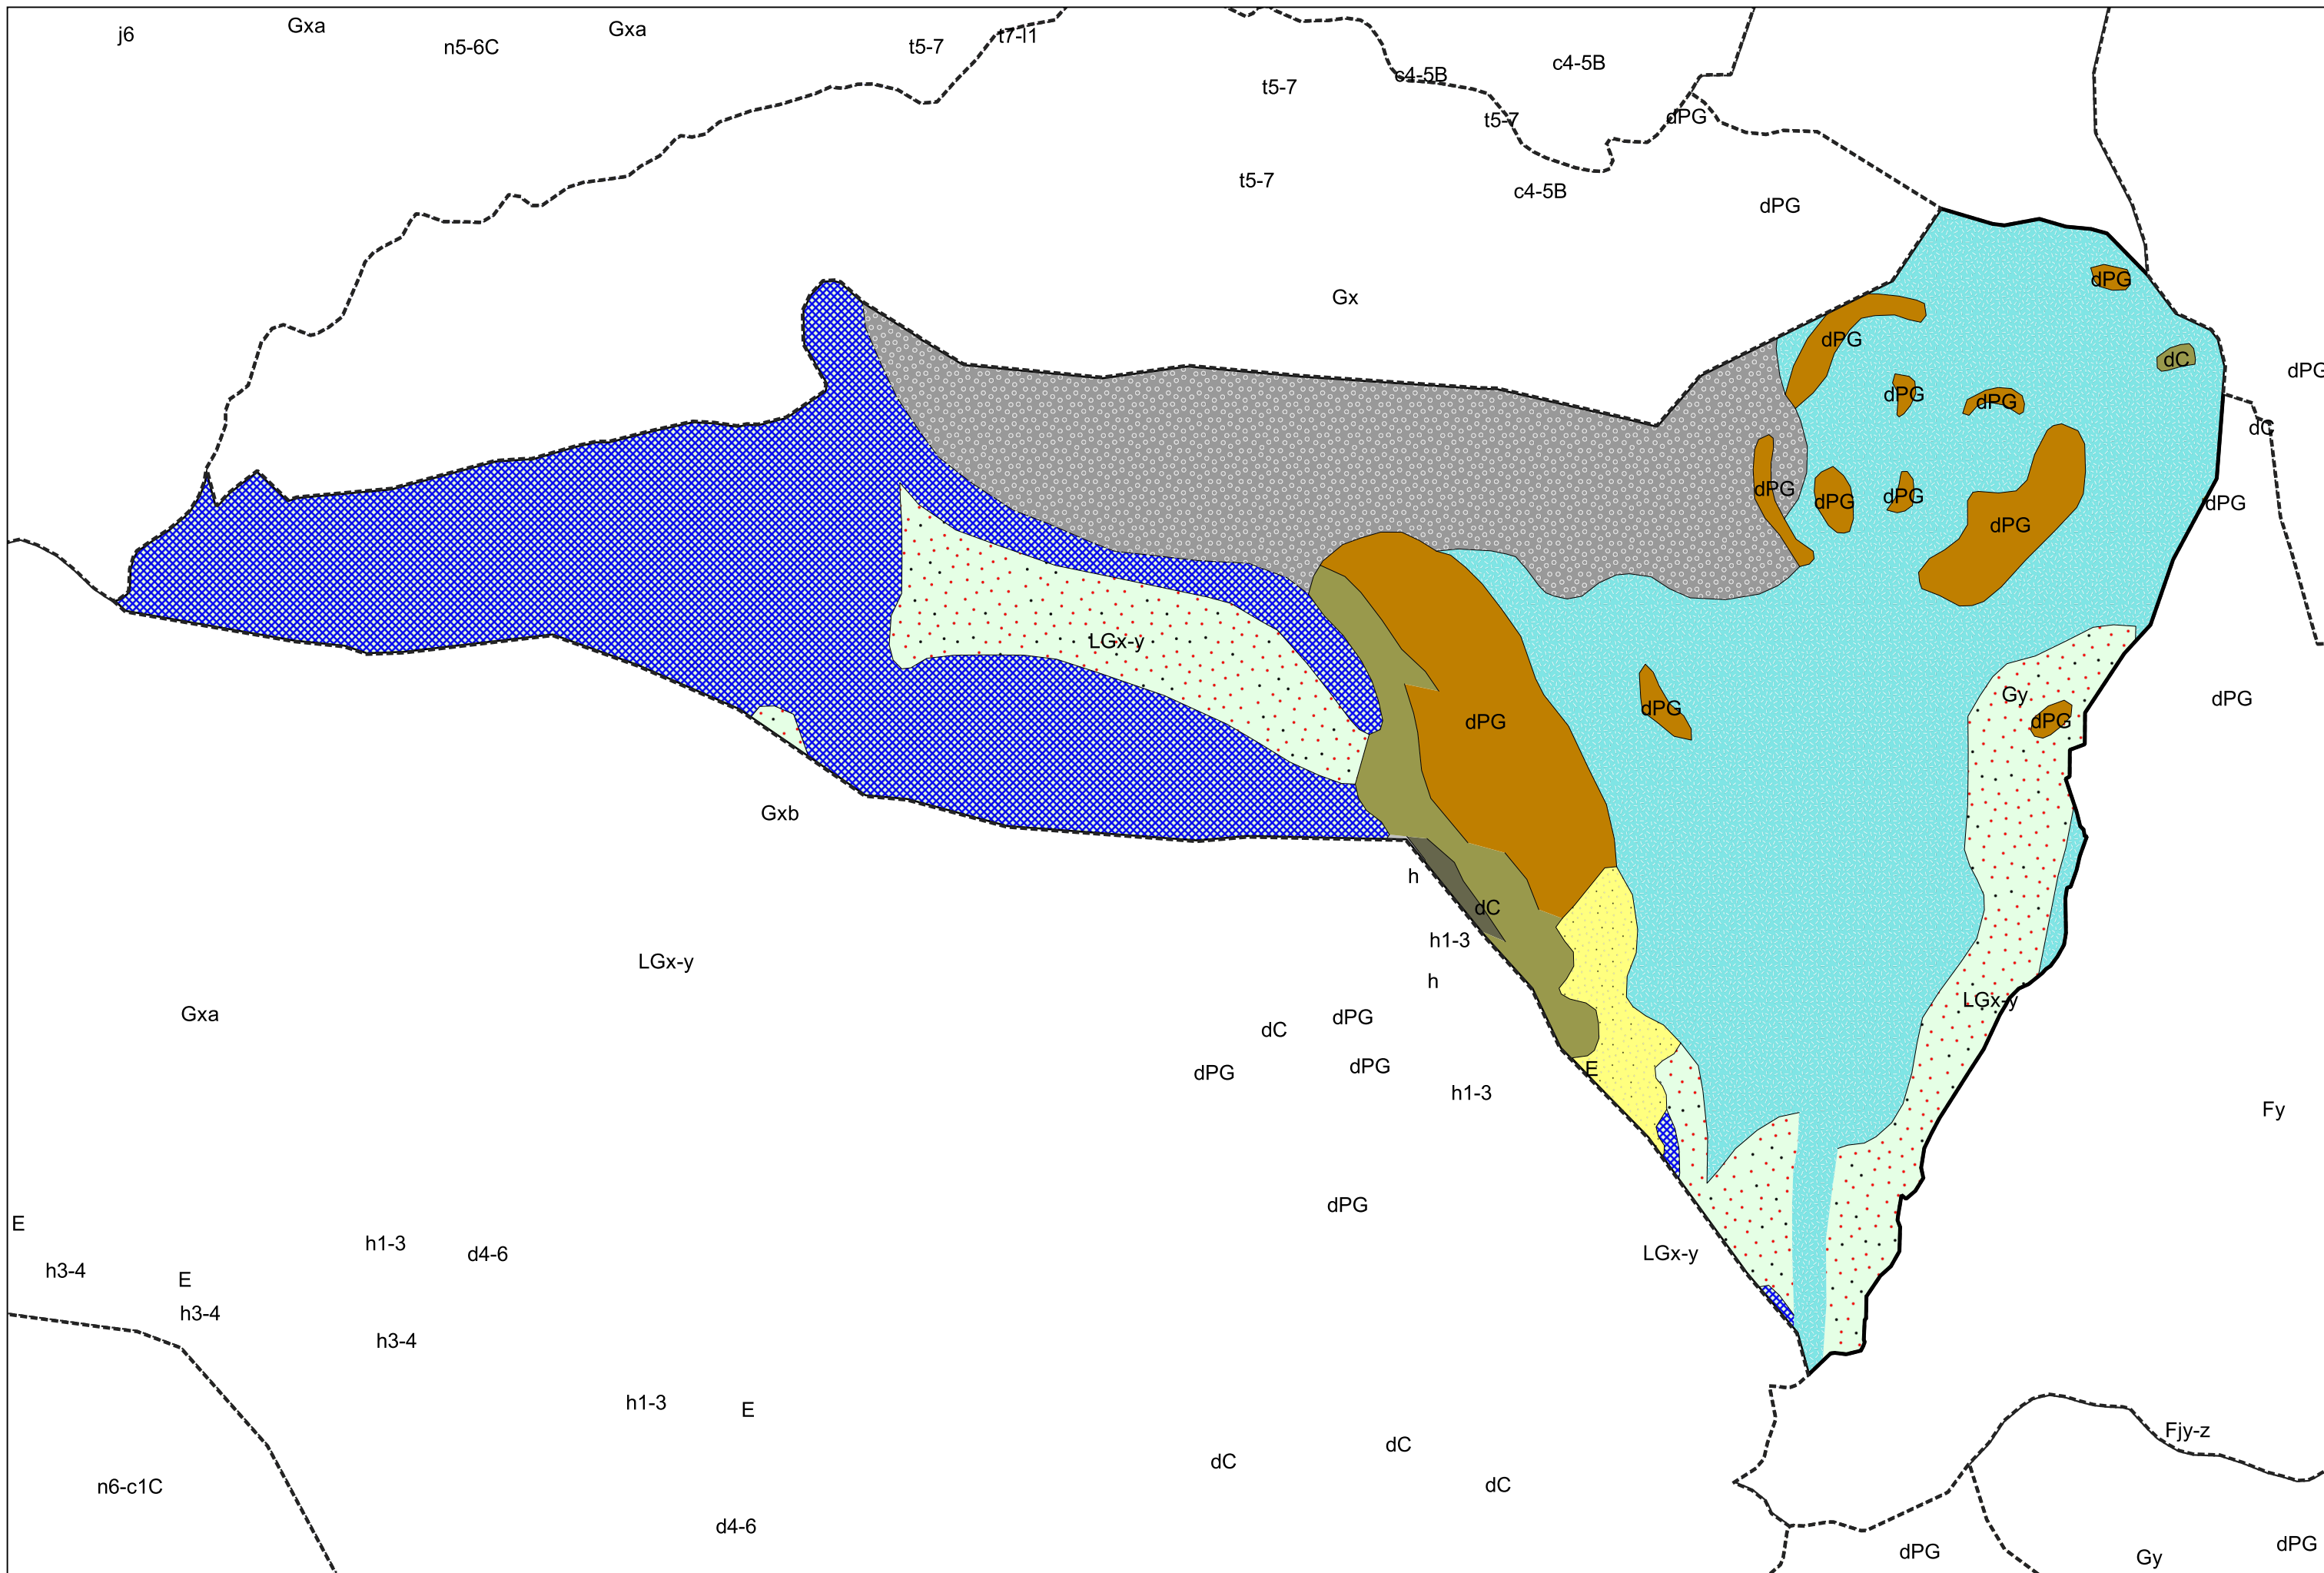 j6
Gxa
n5-6C
Gxa
t5-7
t7-l1
t5-7
c4-5B
c4-5B
t5-7
dPG
t5-7
c4-5B
dPG
Gx
dPG
dPG
dC
dPG
dPG
dPG
dC
dPG
dPG
dPG
dPG
dPG
LGx-y
Gy
dPG
dPG
dPG
dPG
Gxb
h
dC
h1-3
LGx-y
h
LGx-y
Gxa
dPG
dC
dPG
dPG
E
h1-3
Fy
dPG
E
h1-3
d4-6
LGx-y
h3-4
E
h3-4
h3-4
h1-3
E
Fjy-z
dC
dC
n6-c1C
dC
d4-6
dPG
Gy
dPG